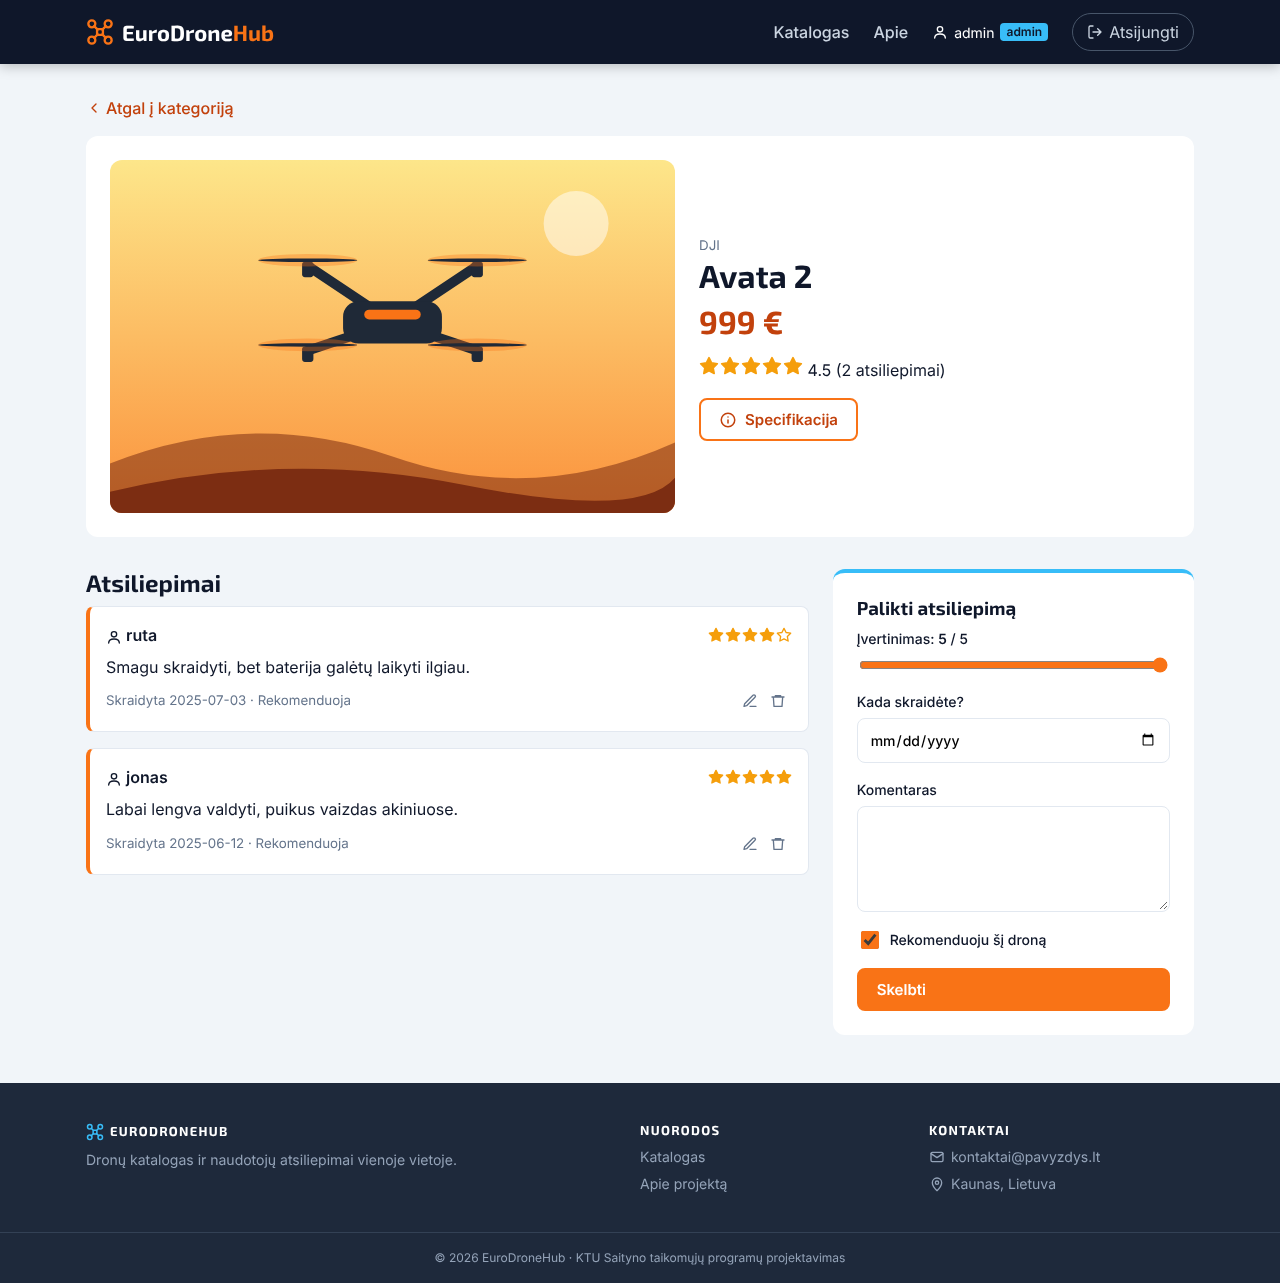 EuroDroneHub
Katalogas Apie admin admin Atsijungti
Atgal į kategoriją
DJI
Avata 2
999 €
4.5 (2 atsiliepimai)
Specifikacija
Atsiliepimai
ruta
Smagu skraidyti, bet baterija galėtų laikyti ilgiau.
Skraidyta 2025-07-03 · Rekomenduoja
jonas
Labai lengva valdyti, puikus vaizdas akiniuose.
Skraidyta 2025-06-12 · Rekomenduoja
Palikti atsiliepimą
Įvertinimas: 5 / 5
Kada skraidėte?
mm/dd/yyyy
Komentaras
Rekomenduoju šį droną
Skelbti
EURODRONEHUB
Dronų katalogas ir naudotojų atsiliepimai vienoje vietoje.
NUORODOS
Katalogas
Apie projektą
KONTAKTAI
kontaktai@pavyzdys.lt
Kaunas, Lietuva
© 2026 EuroDroneHub · KTU Saityno taikomųjų programų projektavimas